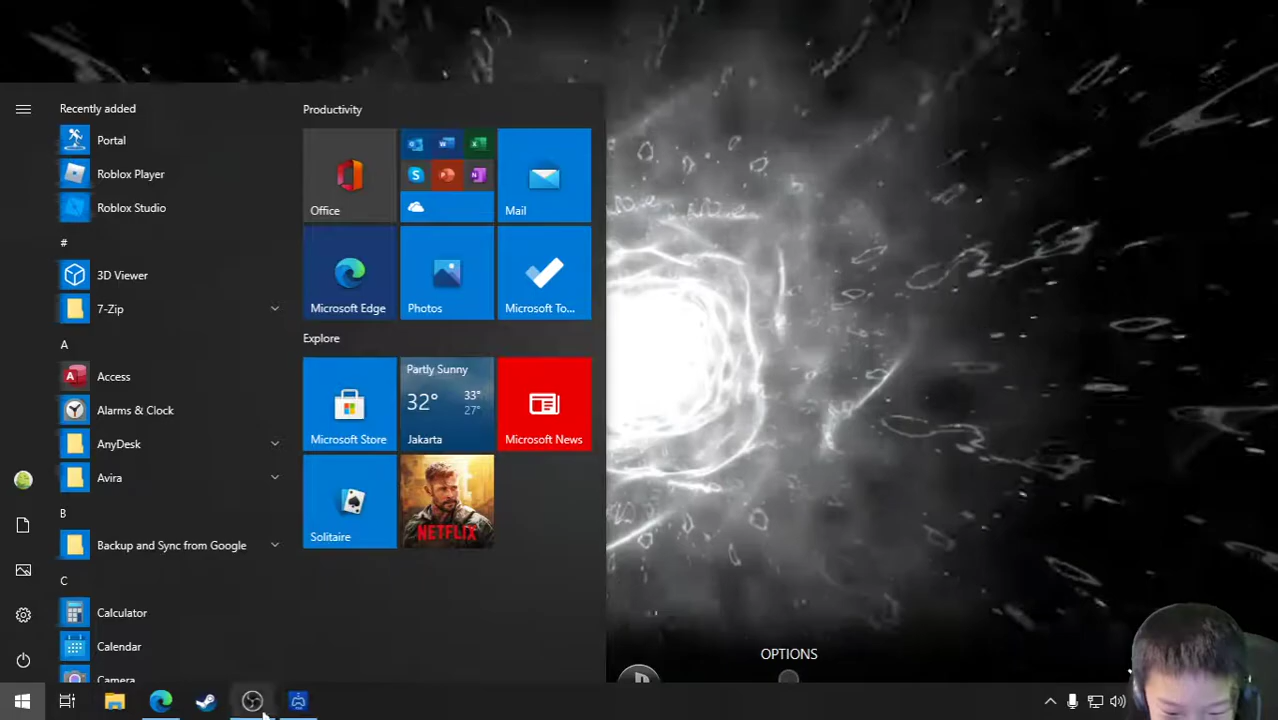 Recently added
Portal
Roblox Player
Roblox Studio
#
3D Viewer
7-Zip
A
Access
Alarms & Clock
AnyDesk
Avira
B
Backup and Sync from Google
C
Calculator
Calendar
Camera
Productivity
Office
Mail
Microsoft Edge
Photos
Microsoft To...
Explore
Microsoft Store
Partly Sunny
32°
33°
27°
Jakarta
Microsoft News
Solitaire
NETFLIX
OPTIONS